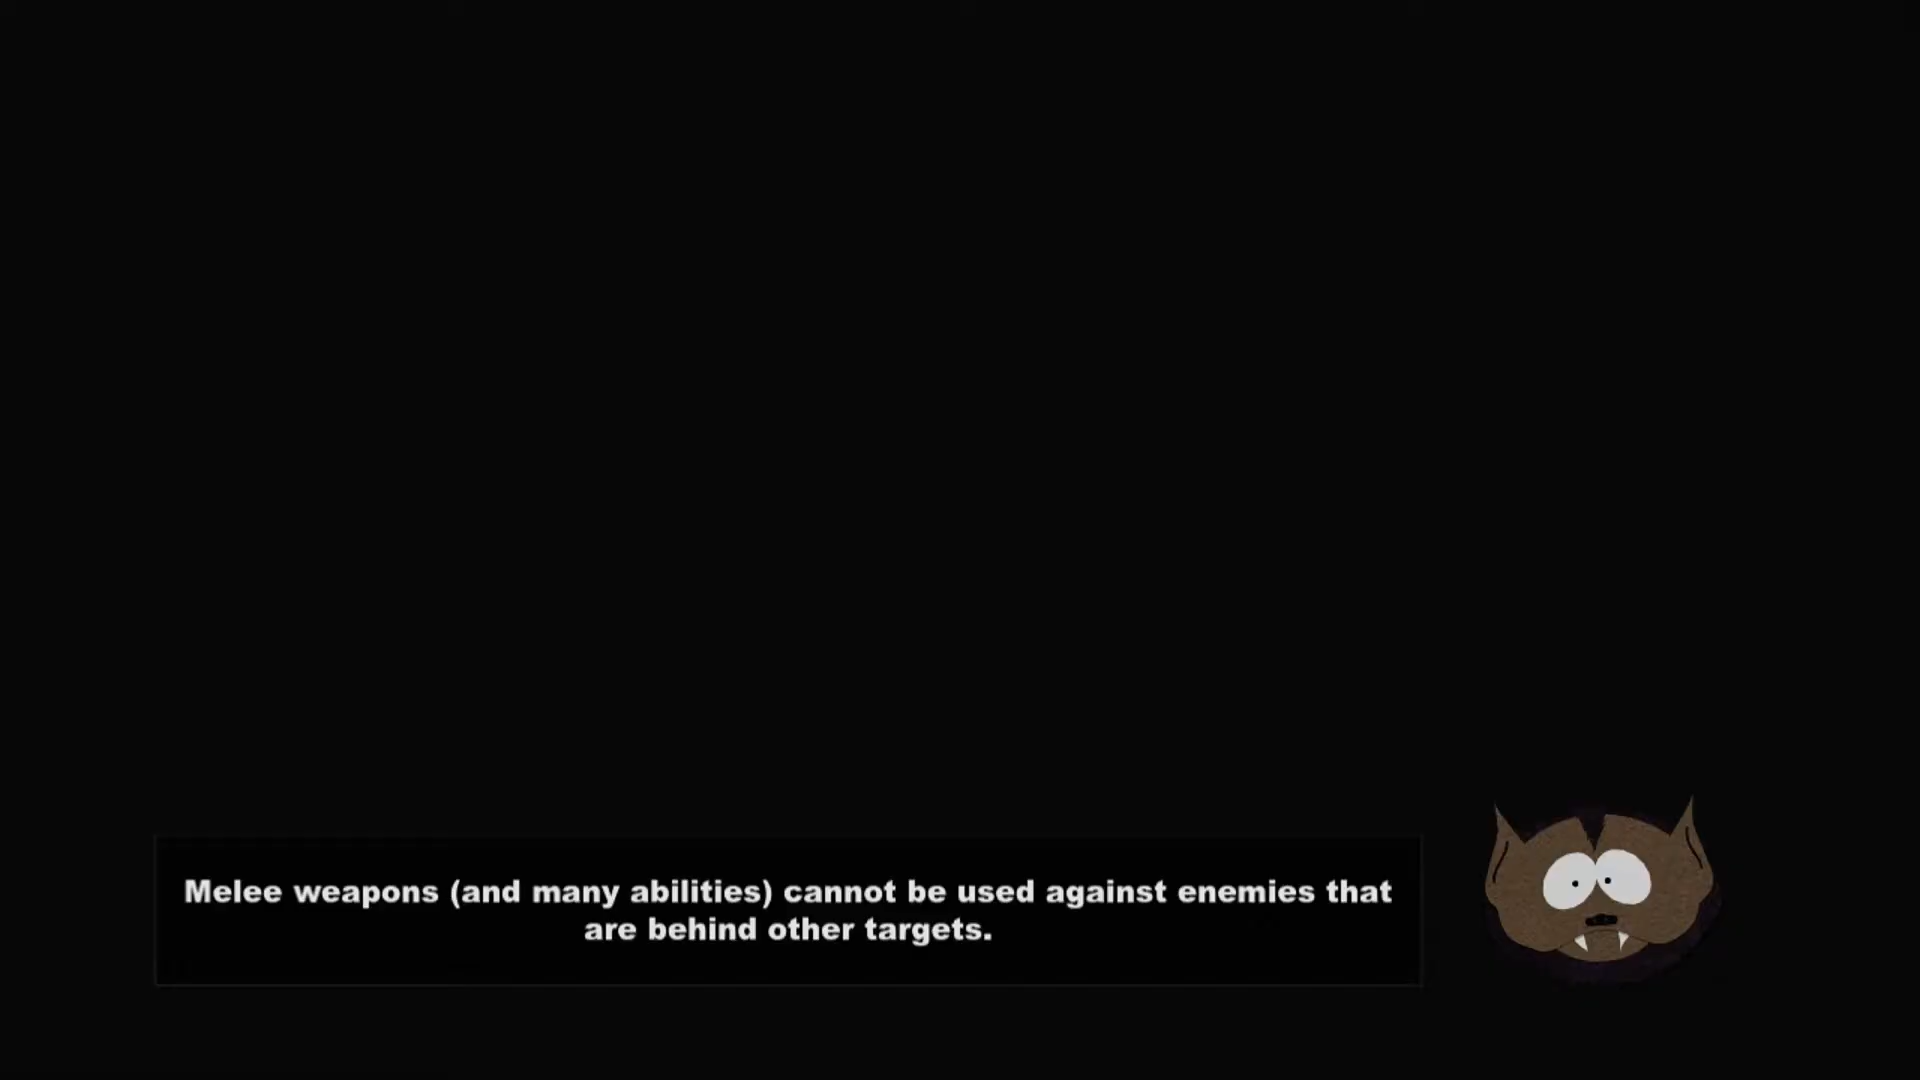 Melee weapons (and many abilities) cannot be used against enemies that
are behind other targets.